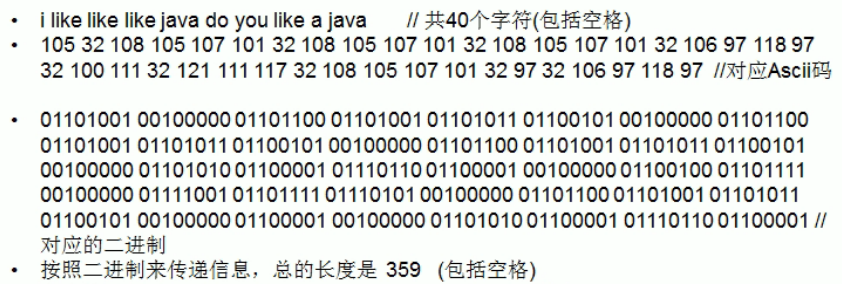 • i like like like java do you like a java // 共40个字符(包括空格)
• 105 32 108 105 107 101 32 108 105 107 101 32 108 105 107 101 32 106 97 118 97
32 100 111 32 121 111 117 32 108 105 107 101 32 97 32 106 97 118 97 //对应Ascii码
• 01101001 00100000 01101100 01101001 01101011 01100101 00100000 01101100
01101001 01101011 01100101 00100000 01101100 01101001 01101011 01100101
00100000 01101010 01100001 01110110 01100001 00100000 01100100 01101111
00100000 01111001 01101111 01110101 00100000 01101100 01101001 01101011
01100101 00100000 01100001 00100000 01101010 01100001 01110110 01100001 //
对应的二进制
• 按照二进制来传递信息，总的长度是 359 (包括空格)